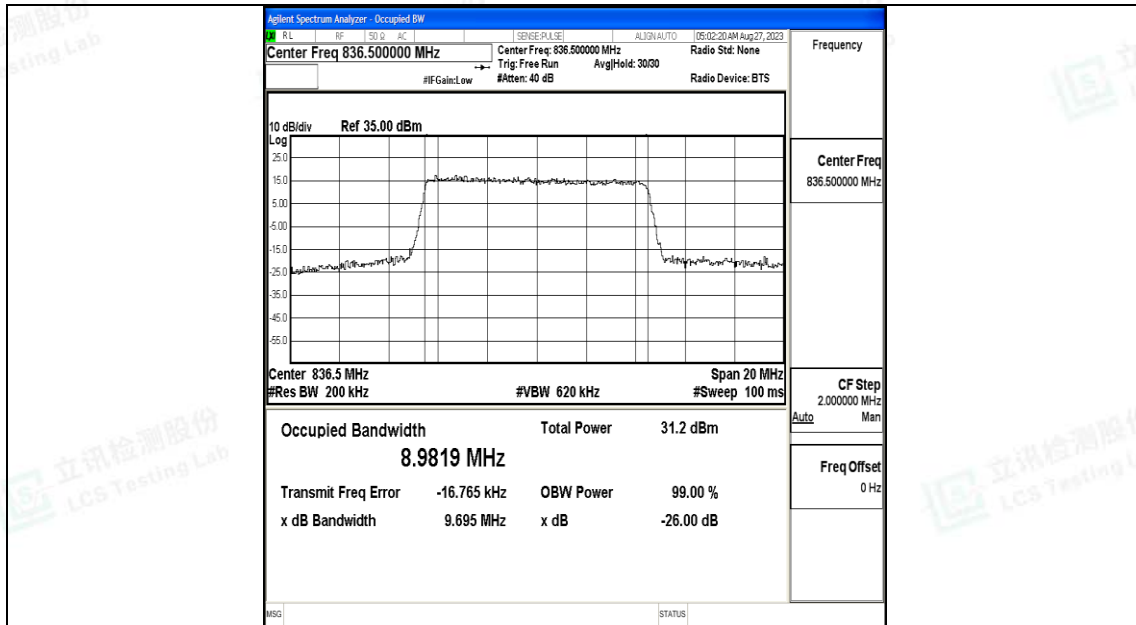 Agilent Spectrum Analyzer - Occupied BW
LXI RL RF 50 Ω AC SENSE:PULSE ALIGN AUTO 05:02:20 AM Aug 27, 2023
Center Freq 836.500000 MHz
Center Freq: 836.500000 MHz Radio Std: None
Trig: Free Run Avg|Hold: 30/30
#IFGain:Low #Atten: 40 dB Radio Device: BTS
10 dB/div Ref 35.00 dBm
Log
25.0
15.0
5.00
-5.00
-15.0
-25.0
-35.0
-45.0
-55.0
Center 836.5 MHz Span 20 MHz
#Res BW 200 kHz #VBW 620 kHz #Sweep 100 ms
Occupied Bandwidth Total Power 31.2 dBm
8.9819 MHz
Transmit Freq Error -16.765 kHz OBW Power 99.00 %
x dB Bandwidth 9.695 MHz x dB -26.00 dB
MSG STATUS
Frequency
Center Freq
836.500000 MHz
CF Step
2.000000 MHz
Auto Man
Freq Offset
0 Hz
立讯检测股份
LCS Testing Lab